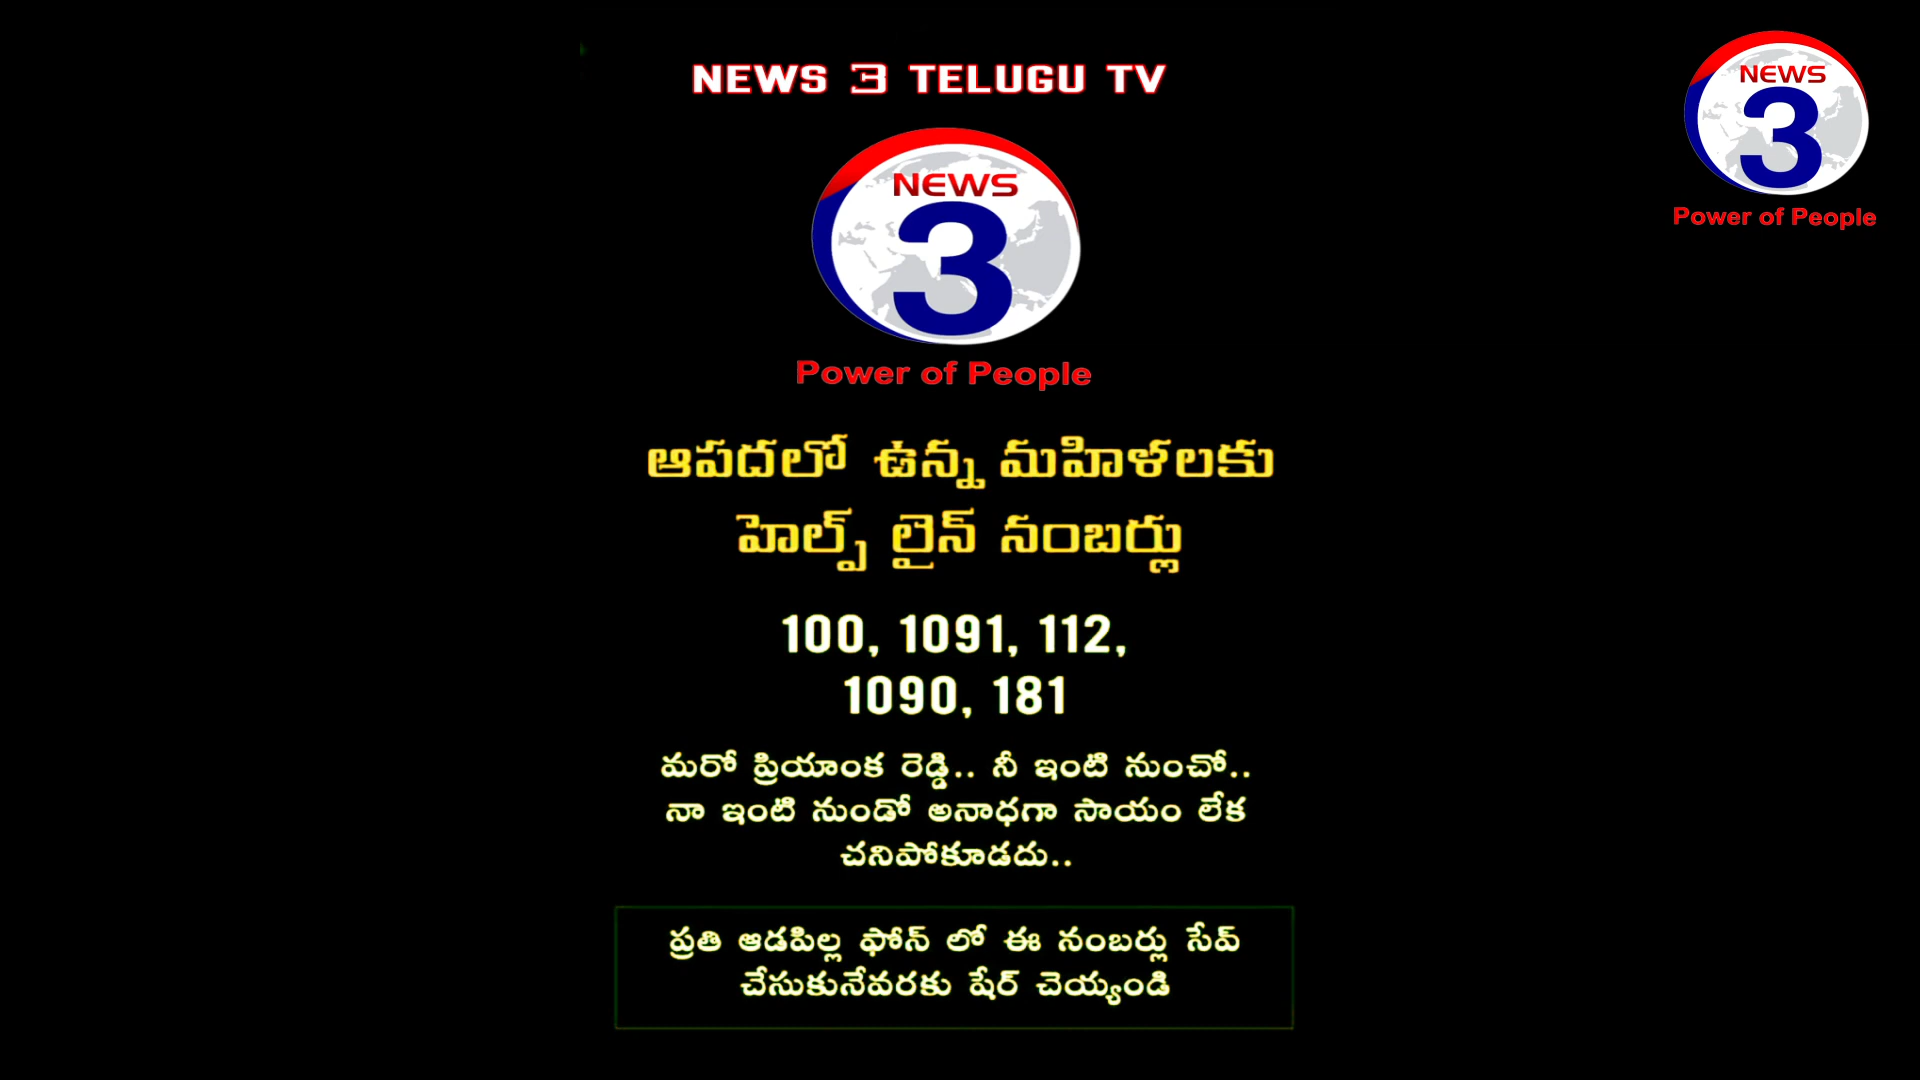 NEWS 3 TELUGU TV
NEWS
3
Power of People
NEWS
3
Power of People
ఆపదలో ఉన్న మహిళలకు
హెల్ప్ లైన్ నంబర్లు
100, 1091, 112,
1090, 181
మరో ప్రియాంక రెడ్డి.. నీ ఇంటి నుంచో..
నా ఇంటి నుండో అనాధగా సాయం లేక
చనిపోకూడదు..
ప్రతి ఆడపిల్ల ఫోన్ లో ఈ నంబర్లు సేవ్
చేసుకునేవరకు షేర్ చెయ్యండి